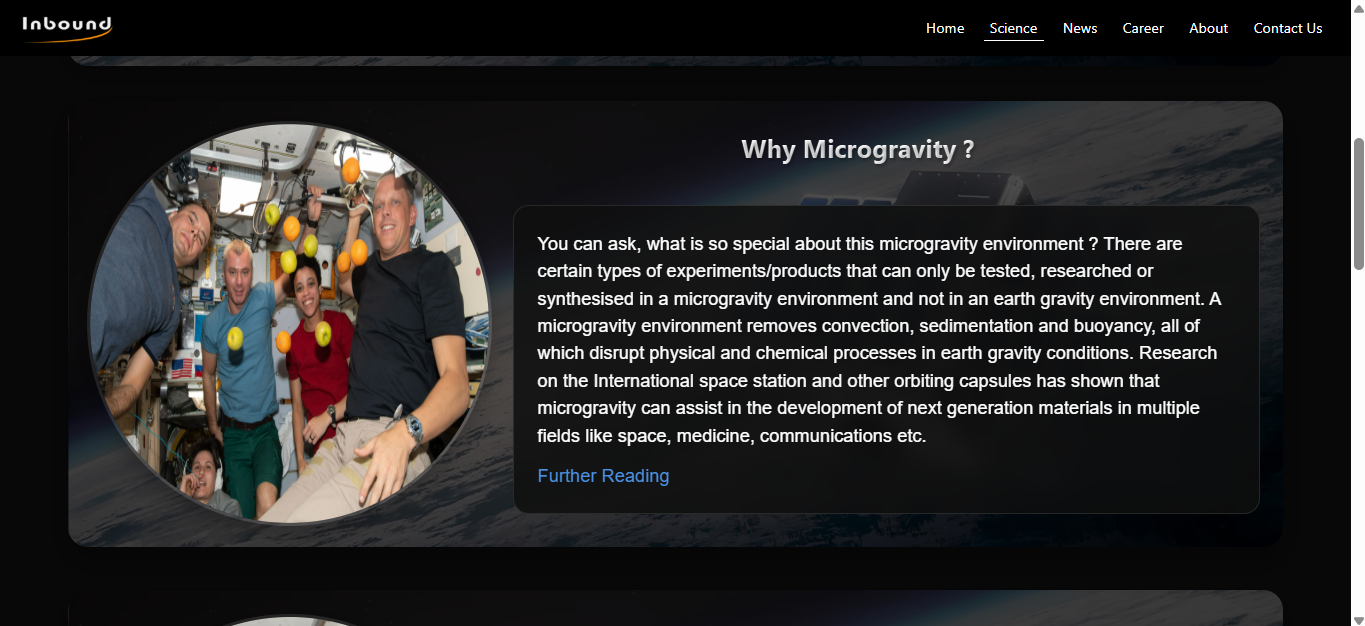 Inbound
Home Science News Career About Contact Us
Why Microgravity ?
You can ask, what is so special about this microgravity environment ? There are
certain types of experiments/products that can only be tested, researched or
synthesised in a microgravity environment and not in an earth gravity environment. A
microgravity environment removes convection, sedimentation and buoyancy, all of
which disrupt physical and chemical processes in earth gravity conditions. Research
on the International space station and other orbiting capsules has shown that
microgravity can assist in the development of next generation materials in multiple
fields like space, medicine, communications etc.
Further Reading